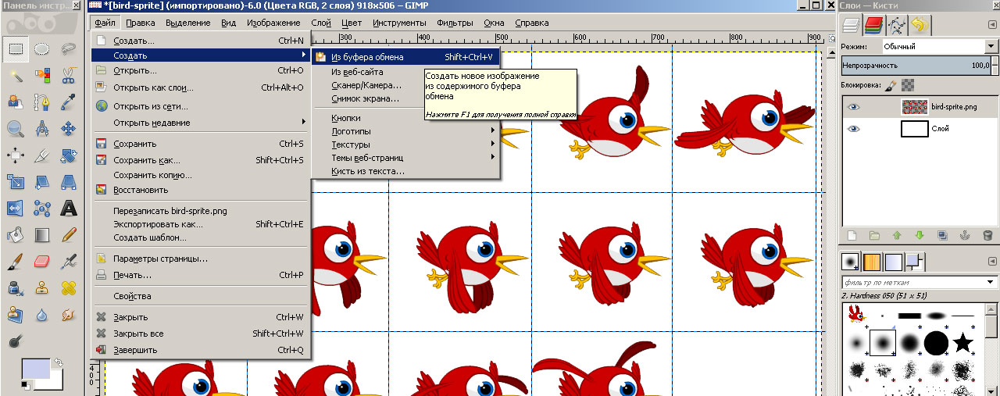 Панель инстр...
*[bird-sprite] (импортировано)-6.0 (Цвета RGB, 2 слоя) 918x506 – GIMP
Слои — Кисти
Файл Правка Выделение Вид Изображение Слой Цвет Инструменты Фильтры Окна Справка
300 400 500 600 700 800 900
Создать... Ctrl+N
Создать
Открыть... Ctrl+O
Открыть как слои... Ctrl+Alt+O
Открыть из сети...
Открыть недавние
Сохранить Ctrl+S
Сохранить как... Shift+Ctrl+S
Сохранить копию...
Восстановить
Перезаписать bird-sprite.png
Экспортировать как... Shift+Ctrl+E
Создать шаблон...
Параметры страницы...
Печать... Ctrl+P
Свойства
Закрыть Ctrl+W
Закрыть все Shift+Ctrl+W
Завершить Ctrl+Q
Из буфера обмена Shift+Ctrl+V
Из веб-сайта
Сканер/Камера...
Снимок экрана...
Кнопки
Логотипы
Текстуры
Темы веб-страниц
Кисть из текста...
Создать новое изображение
из содержимого буфера
обмена
Нажмите F1 для получения полной справки
400
Режим: Обычный
Непрозрачность 100,0
Блокировка:
bird-sprite.png
Слой
фильтр по меткам
2. Hardness 050 (51 x 51)